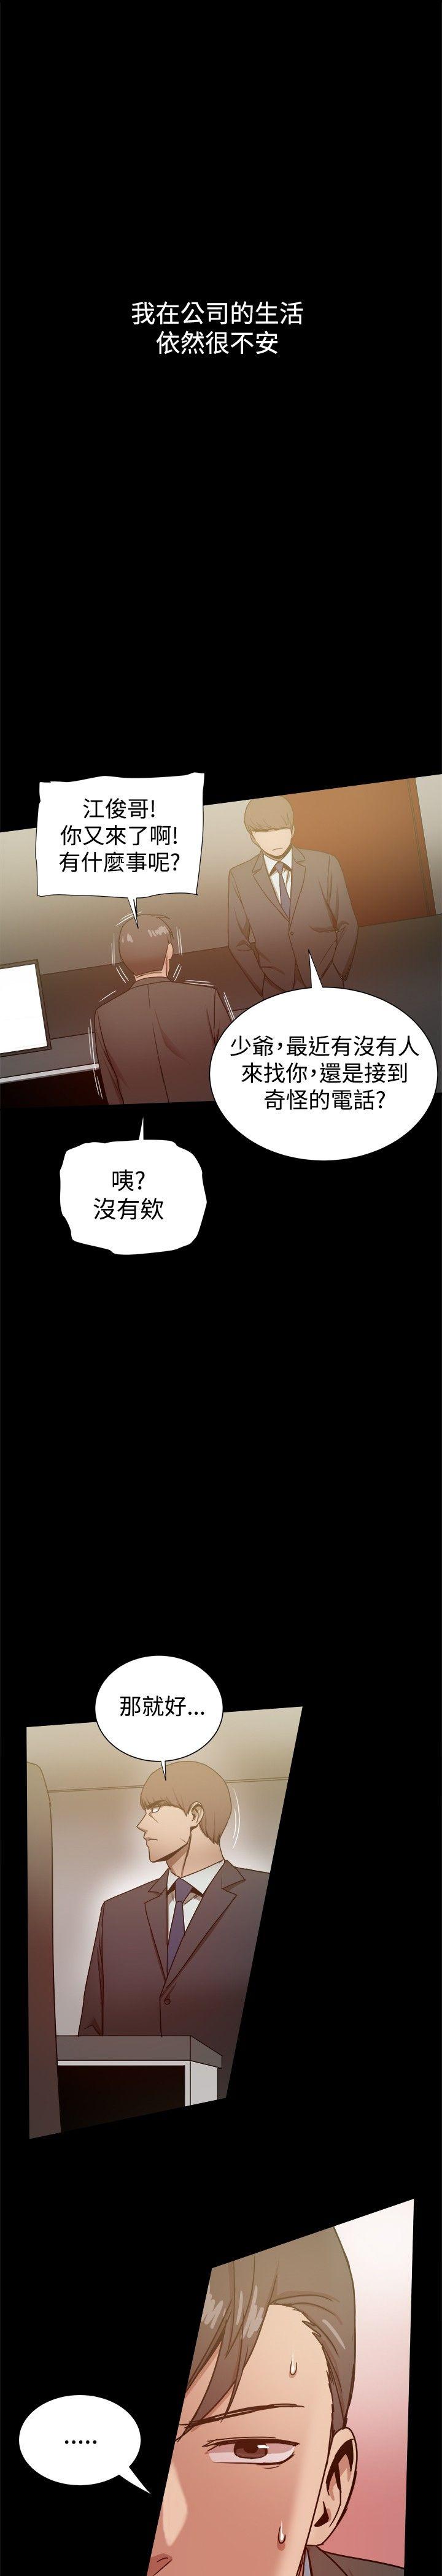 我在公司的生活
依然很不安
江俊哥!
你又來了啊!
有什麼事呢?
少爺,最近有沒有人
來找你,還是接到
奇怪的電話?
咦?
沒有欸
那就好...
.....